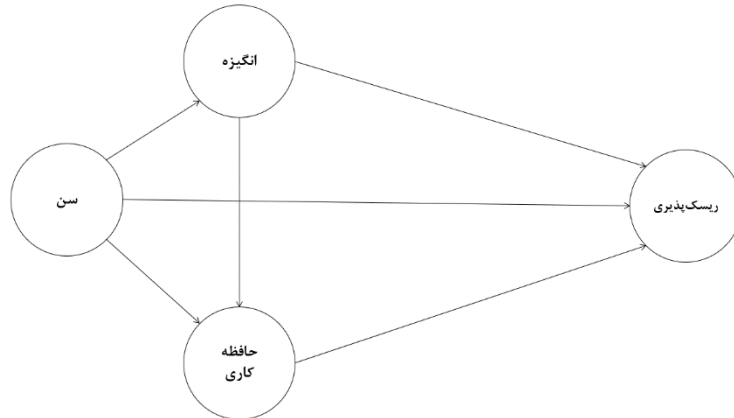 انگیزه
سن
ریسک‌پذیری
حافظه
کاری